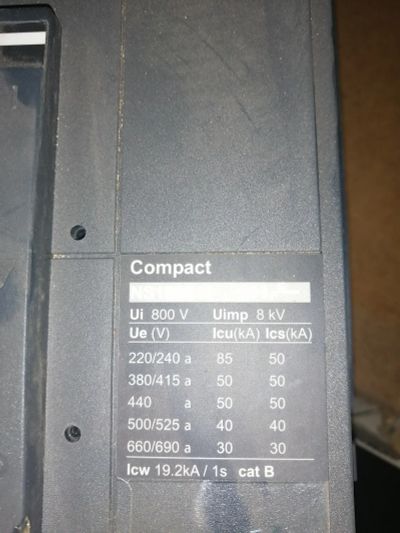 Compact
Ui 800 V Uimp 8 kV
Ue (V) Icu(kA) Ics(kA)
220/240 a 85 50
380/415 a 50 50
440 a 50 50
500/525 a 40 40
660/690 a 30 30
Icw 19.2kA / 1s cat B